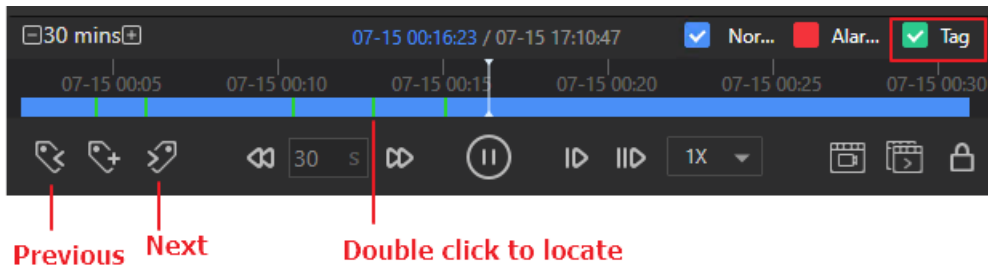 30 mins 07-15 00:16:23 / 07-15 17:10:47 Nor... Alar... Tag
07-15 00:05 07-15 00:10 07-15 00:15 07-15 00:20 07-15 00:25 07-15 00:30
30 s 1X
Previous Next Double click to locate